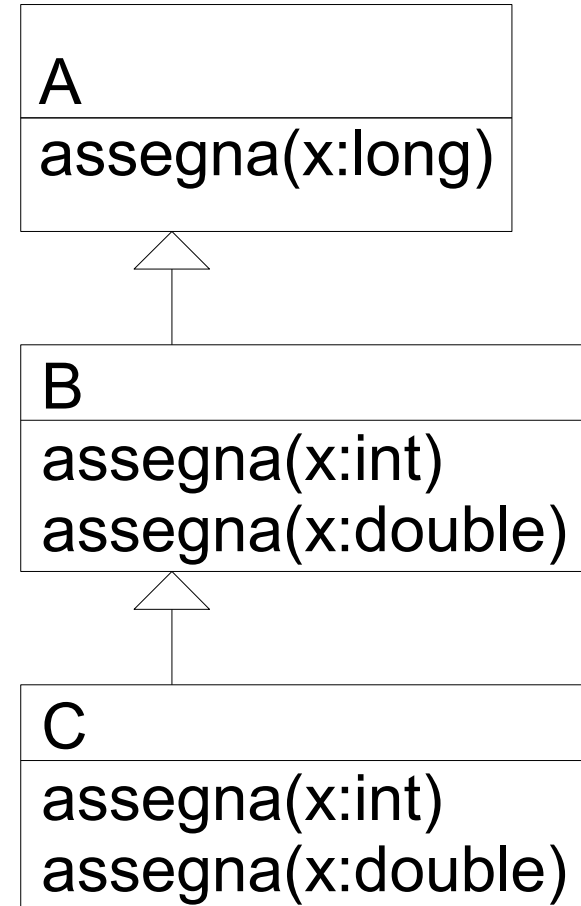 A
assegna(x:long)
B
assegna(x:int)
assegna(x:double)
C
assegna(x:int)
assegna(x:double)